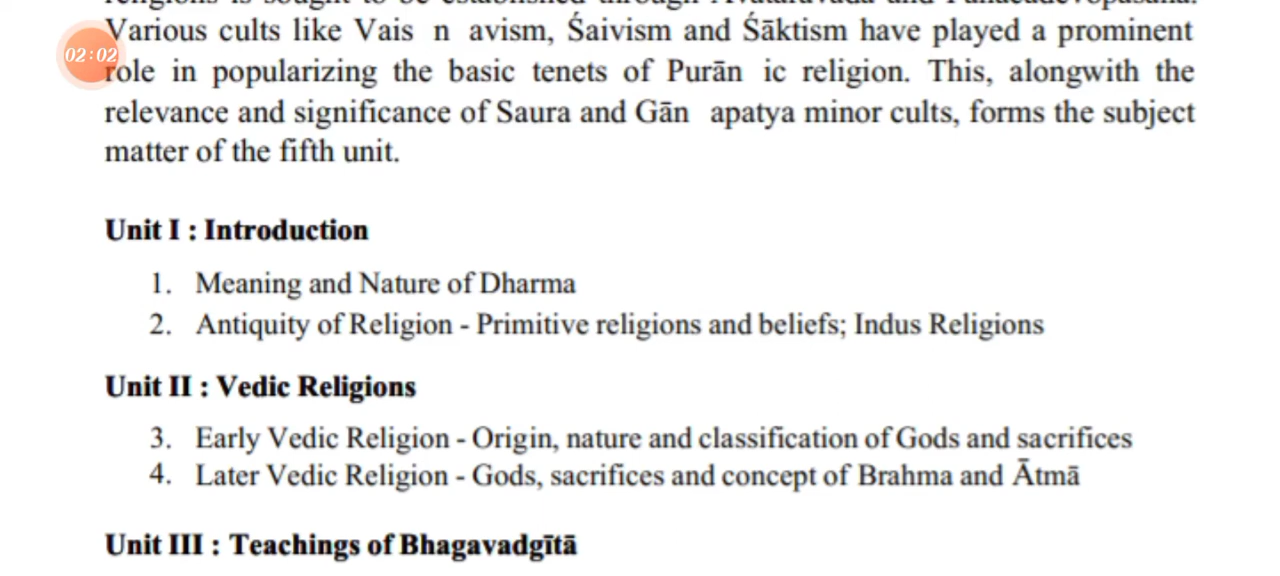 Various cults like Vais n avism, Śaivism and Śāktism have played a prominent
02:02
role in popularizing the basic tenets of Purān ic religion. This, alongwith the
relevance and significance of Saura and Gān apatya minor cults, forms the subject
matter of the fifth unit.
Unit I : Introduction
1. Meaning and Nature of Dharma
2. Antiquity of Religion - Primitive religions and beliefs; Indus Religions
Unit II : Vedic Religions
3. Early Vedic Religion - Origin, nature and classification of Gods and sacrifices
4. Later Vedic Religion - Gods, sacrifices and concept of Brahma and Ātmā
Unit III : Teachings of Bhagavadgītā